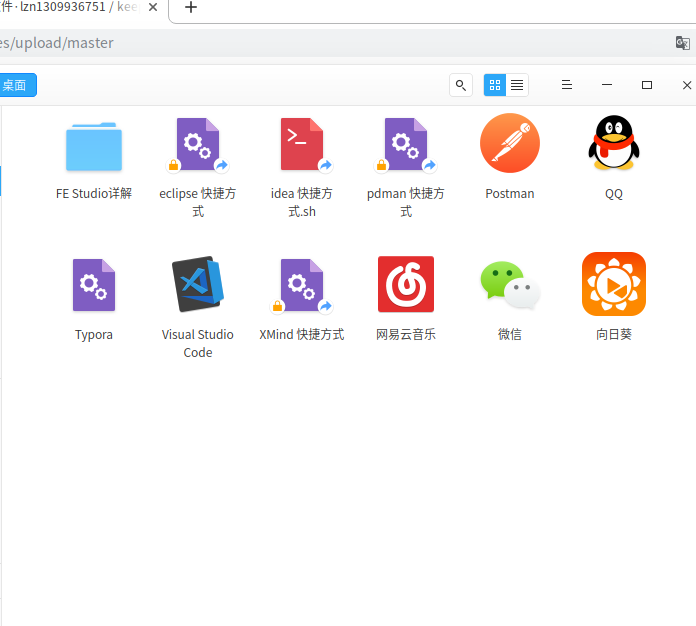 件·lzn1309936751 / kee
es/upload/master
桌面
FE Studio详解
eclipse 快捷方
式
idea 快捷方
式.sh
pdman 快捷方
式
Postman
QQ
Typora
Visual Studio
Code
XMind 快捷方式
网易云音乐
微信
向日葵